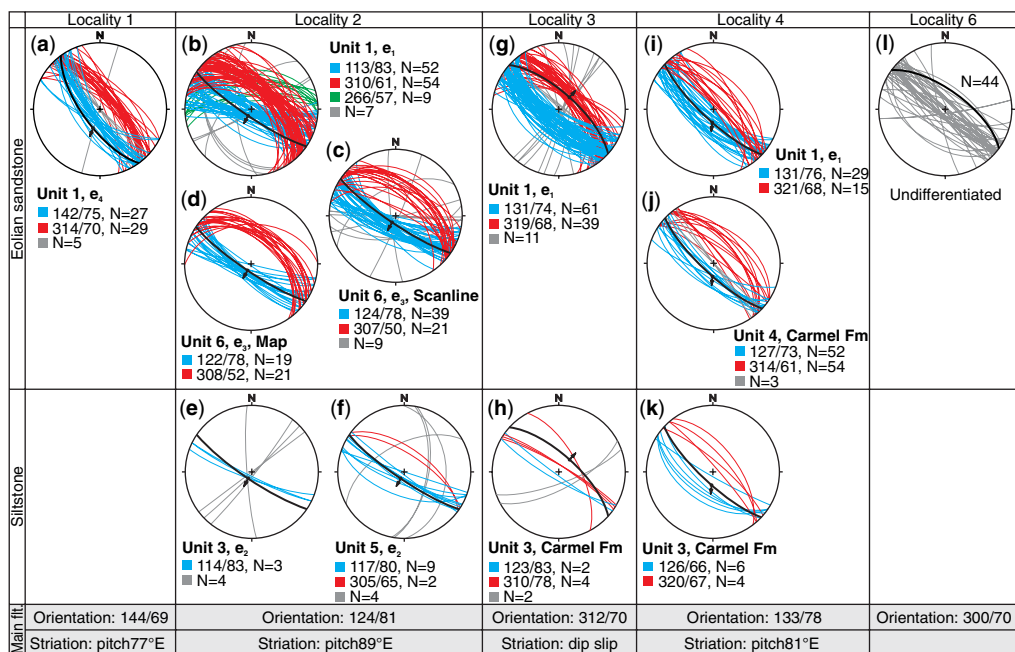 Locality 1
Locality 2
Locality 3
Locality 4
Locality 6
Eolian sandstone
(a)
N
Unit 1, e4
142/75, N=27
314/70, N=29
N=5
(b)
N
Unit 1, e1
113/83, N=52
310/61, N=54
266/57, N=9
N=7
(c)
N
Unit 6, e3, Scanline
124/78, N=39
307/50, N=21
N=9
(d)
N
Unit 6, e3, Map
122/78, N=19
308/52, N=21
(g)
N
Unit 1, e1
131/74, N=61
319/68, N=39
N=11
(i)
N
Unit 1, e1
131/76, N=29
321/68, N=15
(j)
N
Unit 4, Carmel Fm
127/73, N=52
314/61, N=54
N=3
(l)
N
N=44
Undifferentiated
Siltstone
(e)
N
Unit 3, e2
114/83, N=3
N=4
(f)
N
Unit 5, e2
117/80, N=9
305/65, N=2
N=4
(h)
N
Unit 3, Carmel Fm
123/83, N=2
310/78, N=4
N=2
(k)
N
Unit 3, Carmel Fm
126/66, N=6
320/67, N=4
Main flt.
Orientation: 144/69
Orientation: 124/81
Orientation: 312/70
Orientation: 133/78
Orientation: 300/70
Striation: pitch77°E
Striation: pitch89°E
Striation: dip slip
Striation: pitch81°E